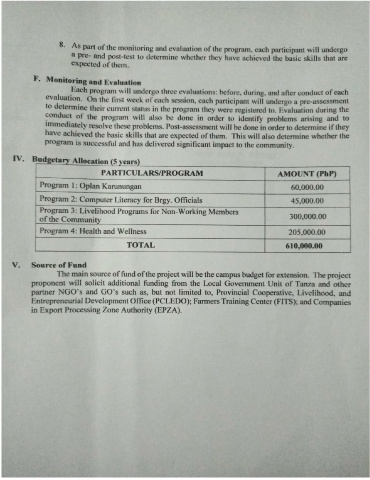 8. As part of the monitoring and evaluation of the program, each participant will undergo
a pre- and post-test to determine whether they have achieved the basic skills that are
expected of them.
F. Monitoring and Evaluation
Each program will undergo three evaluations: before, during, and after conduct of each
evaluation. On the first week of each session, each participant will undergo a pre-assessment
to determine their current status in the program they were registered to. Evaluation during the
conduct of the program will also be done in order to identify problems arising and to
immediately resolve these problems. Post-assessment will be done in order to determine if they
have achieved the basic skills that are expected of them. This will also determine whether the
program is successful and has delivered significant impact to the community.
IV. Budgetary Allocation (5 years)
PARTICULARS/PROGRAM AMOUNT (PhP)
Program 1: Oplan Karunungan 60,000.00
Program 2: Computer Literacy for Brgy. Officials 45,000.00
Program 3: Livelihood Programs for Non-Working Members
of the Community 300,000.00
Program 4: Health and Wellness 205,000.00
TOTAL 610,000.00
V. Source of Fund
The main source of fund of the project will be the campus budget for extension. The project
proponent will solicit additional funding from the Local Government Unit of Tanza and other
partner NGO's and GO's such as, but not limited to, Provincial Cooperative, Livelihood, and
Entrepreneurial Development Office (PCLEDO); Farmers Training Center (FITS); and Companies
in Export Processing Zone Authority (EPZA).